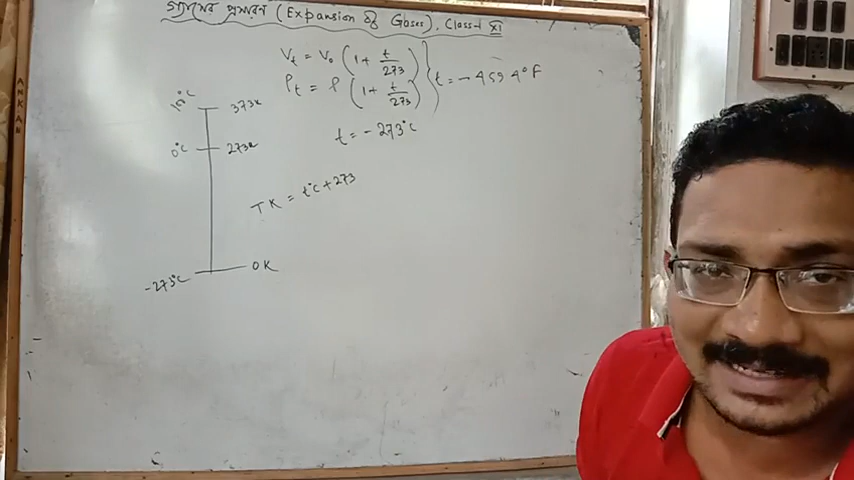 গ্যাসের প্রসারণ (Expansion of Gases), Class-XI
V_t = V_0 (1 + t/273)
P_t = P (1 + t/273)
t = -459.4°F
t = -273°C
100°C 373K
0°C 273K
T K = t°C + 273
-273°C 0 K
ANKAN